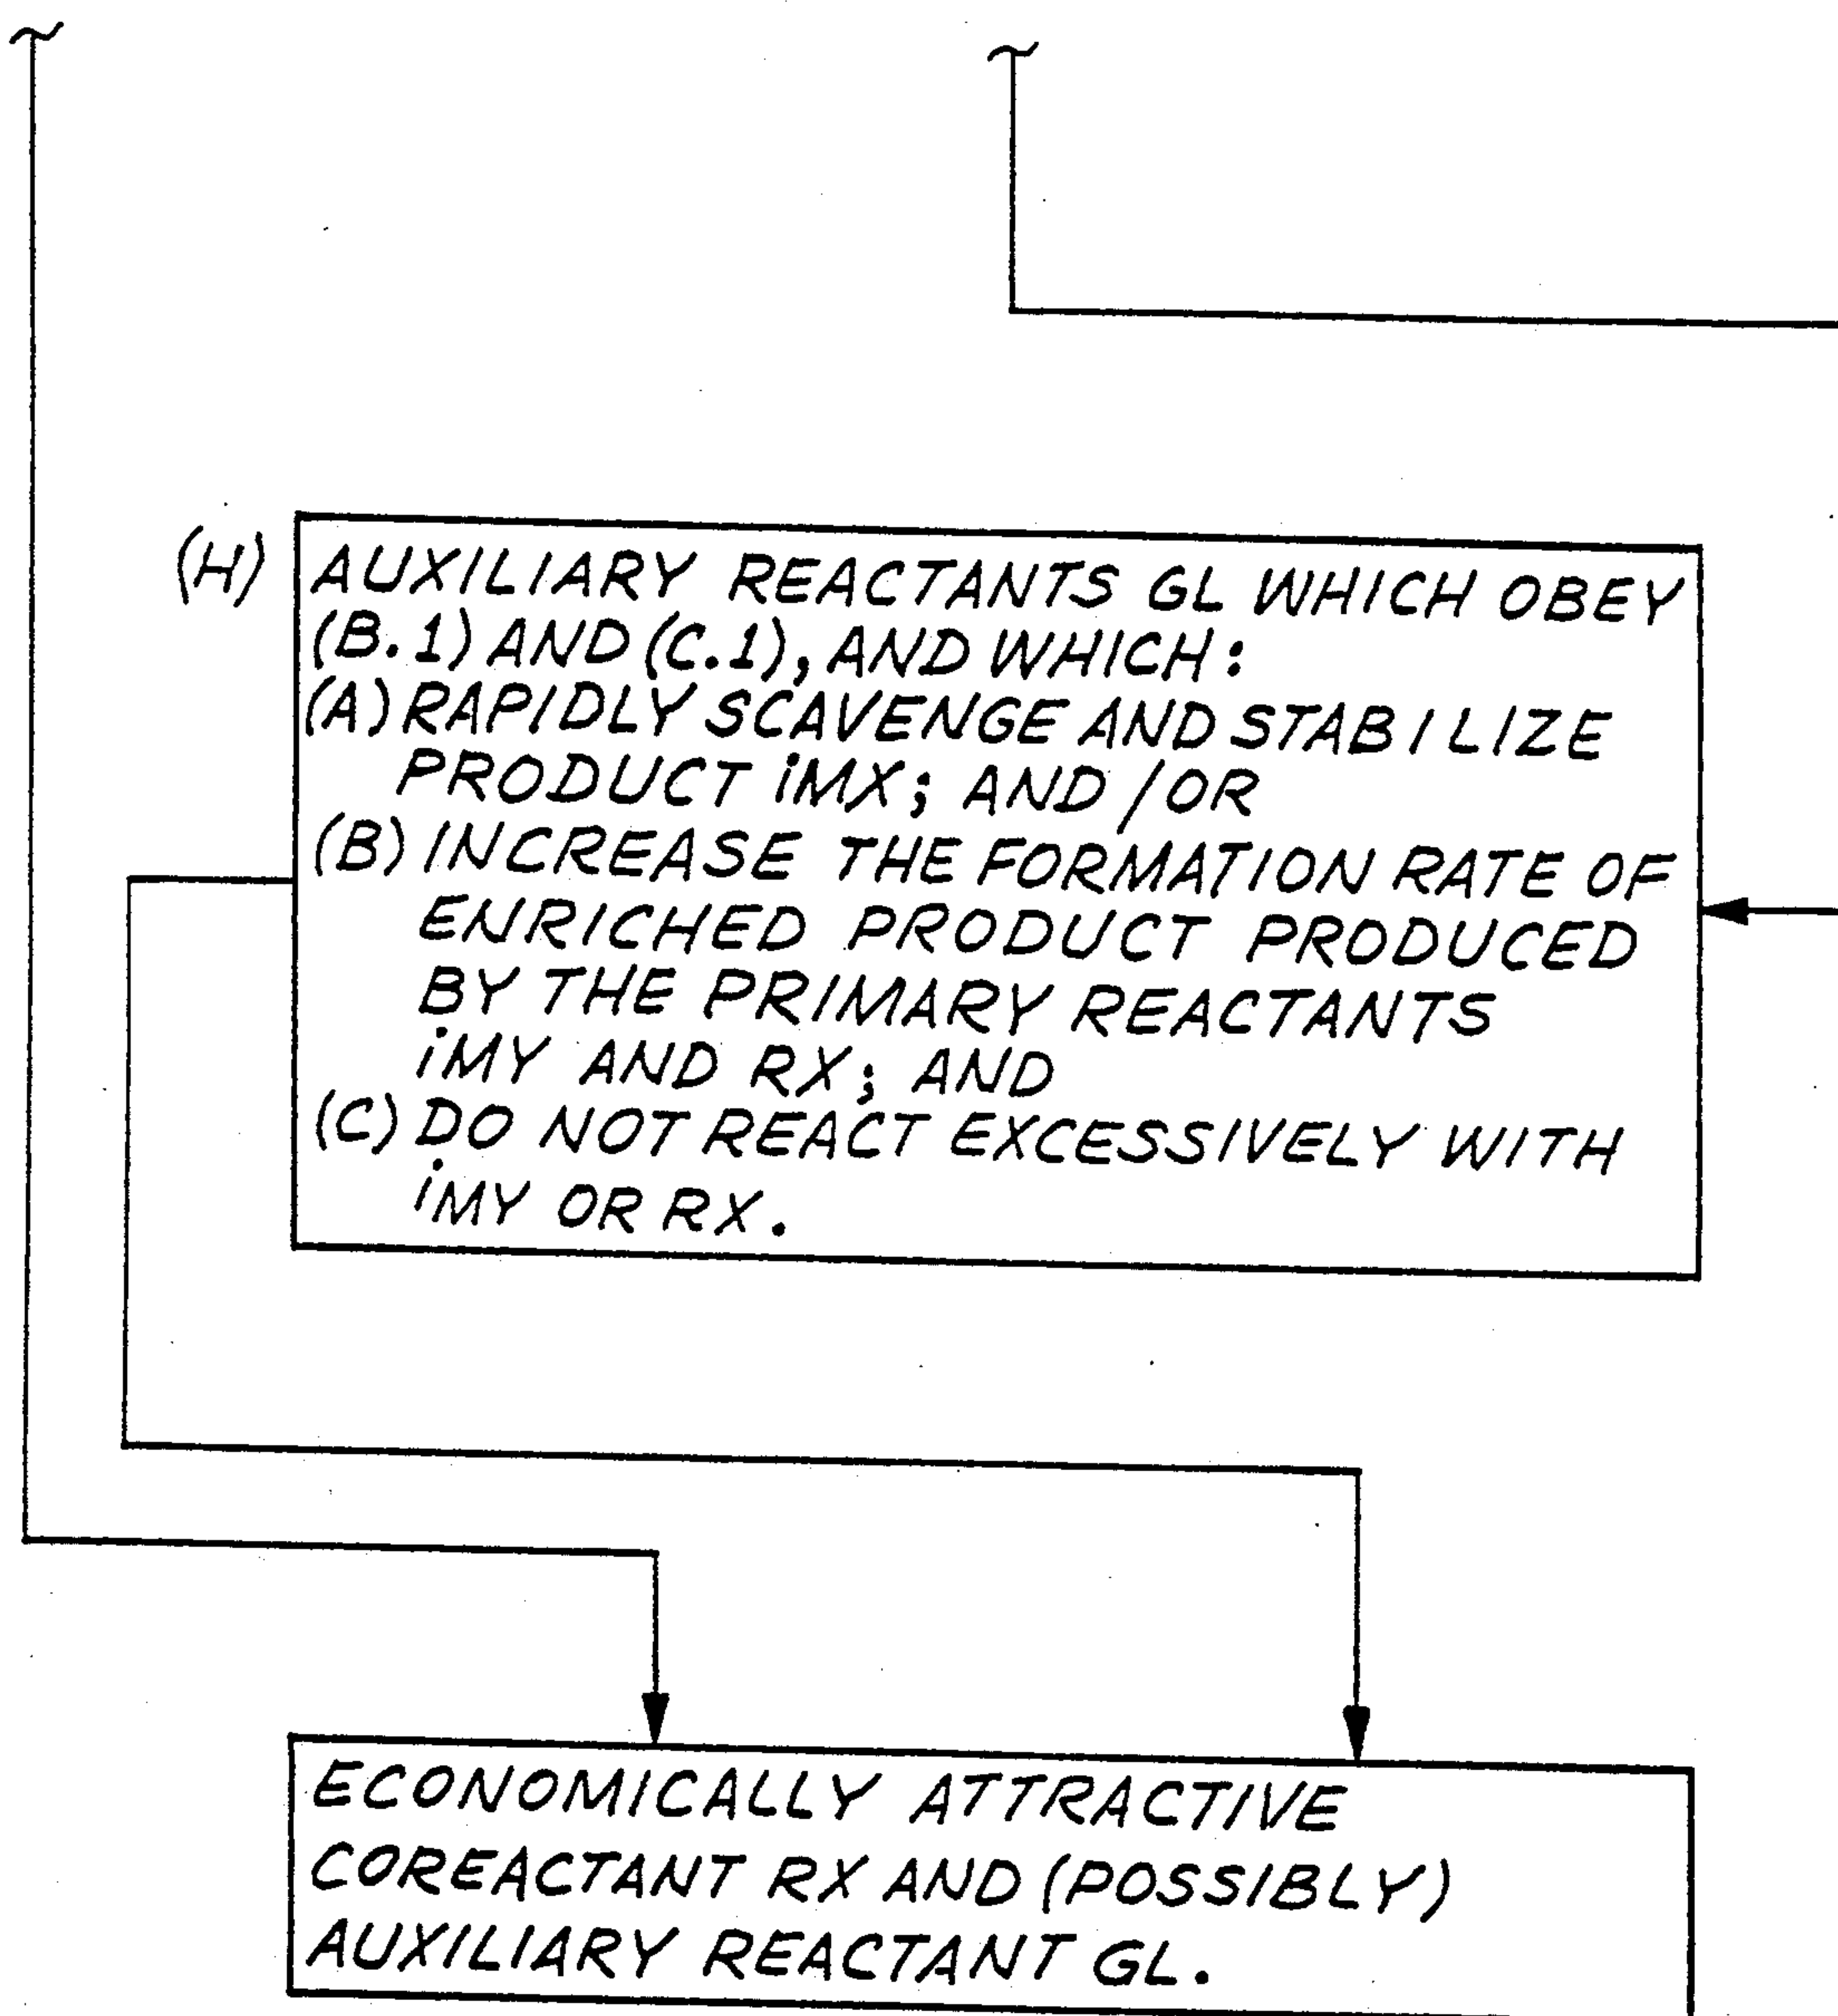 (H) AUXILIARY REACTANTS GL WHICH OBEY
(B.1) AND (C.1), AND WHICH:
(A) RAPIDLY SCAVENGE AND STABILIZE
PRODUCT iMX; AND/OR
(B) INCREASE THE FORMATION RATE OF
ENRICHED PRODUCT PRODUCED
BY THE PRIMARY REACTANTS
iMY AND RX; AND
(C) DO NOT REACT EXCESSIVELY WITH
iMY OR RX.
ECONOMICALLY ATTRACTIVE
COREACTANT RX AND (POSSIBLY)
AUXILIARY REACTANT GL.